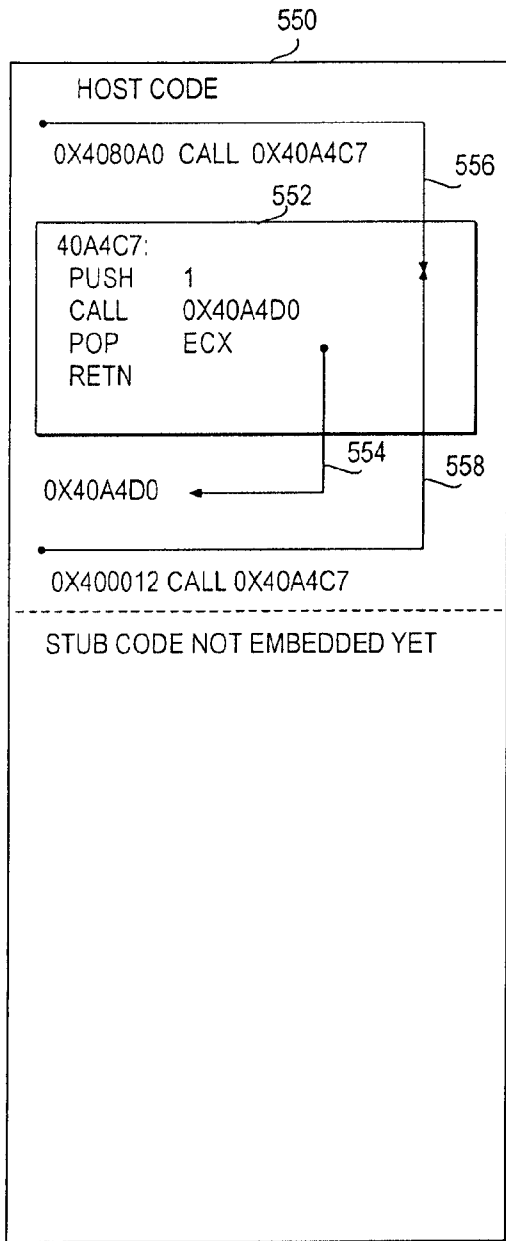 550
HOST CODE
0X4080A0 CALL 0X40A4C7
556
552
40A4C7:
PUSH 1
CALL 0X40A4D0
POP ECX
RETN
554
558
0X40A4D0
0X400012 CALL 0X40A4C7
STUB CODE NOT EMBEDDED YET